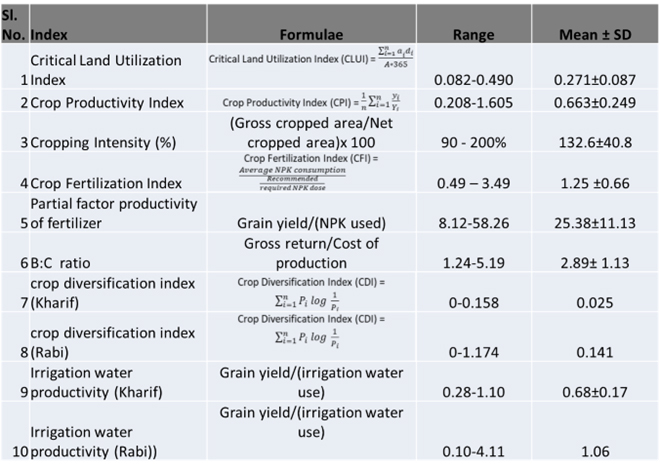 Sl.
No. Index Formulae Range Mean ± SD
Critical Land Utilization
1 Index Critical Land Utilization Index (CLUI) = \frac{\sum_{i=1}^{n} a_i d_i}{A*365} 0.082-0.490 0.271±0.087
2 Crop Productivity Index Crop Productivity Index (CPI) = \frac{1}{n} \sum_{i=1}^{n} \frac{y_i}{Y_i} 0.208-1.605 0.663±0.249
(Gross cropped area/Net
3 Cropping Intensity (%) cropped area)x 100 90 - 200% 132.6±40.8
Crop Fertilization Index (CFI) =
Average NPK consumption
Recommended
4 Crop Fertilization Index required NPK dose 0.49 – 3.49 1.25 ±0.66
Partial factor productivity
5 of fertilizer Grain yield/(NPK used) 8.12-58.26 25.38±11.13
Gross return/Cost of
6 B:C ratio production 1.24-5.19 2.89± 1.13
crop diversification index Crop Diversification Index (CDI) =
7 (Kharif) \sum_{i=1}^{n} P_i log \frac{1}{P_i} 0-0.158 0.025
Crop Diversification Index (CDI) =
crop diversification index \sum_{i=1}^{n} P_i log \frac{1}{P_i}
8 (Rabi) 0-1.174 0.141
Irrigation water Grain yield/(irrigation water
9 productivity (Kharif) use) 0.28-1.10 0.68±0.17
Grain yield/(irrigation water
Irrigation water use)
10 productivity (Rabi)) 0.10-4.11 1.06